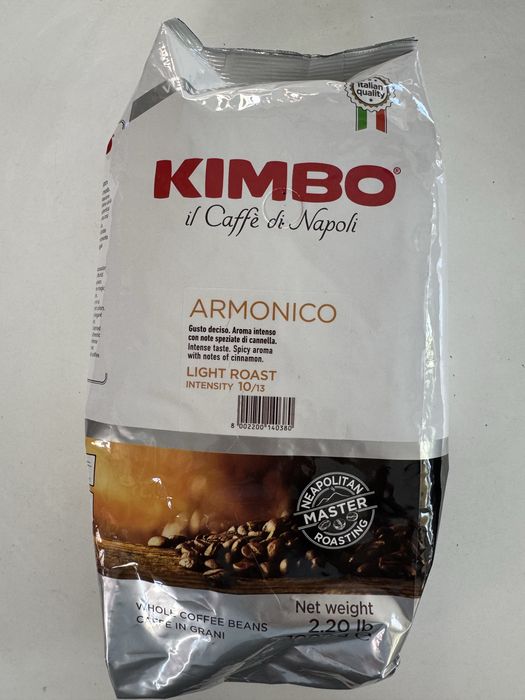 italian
quality
KIMBO®
il Caffè di Napoli
ARMONICO
Gusto deciso. Aroma intenso
con note speziate di cannella.
Intense taste. Spicy aroma
with notes of cinnamon.
LIGHT ROAST
INTENSITY 10/13
8 002200 140380
NEAPOLITAN
MASTER
ROASTING
WHOLE COFFEE BEANS
CAFFÈ IN GRANI
Net weight
2.20 lb